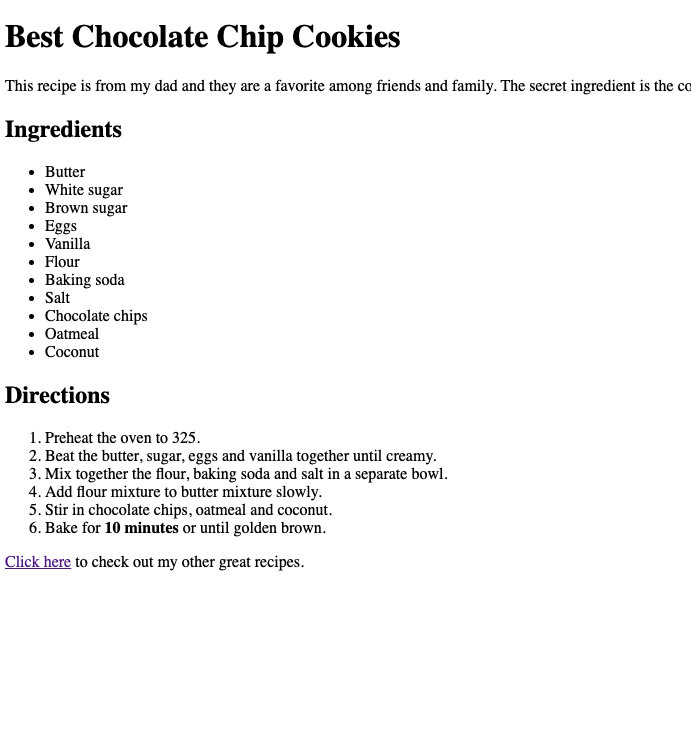 Best Chocolate Chip Cookies
This recipe is from my dad and they are a favorite among friends and family. The secret ingredient is the
Ingredients
• Butter
• White sugar
• Brown sugar
• Eggs
• Vanilla
• Flour
• Baking soda
• Salt
• Chocolate chips
• Oatmeal
• Coconut
Directions
1. Preheat the oven to 325.
2. Beat the butter, sugar, eggs and vanilla together until creamy.
3. Mix together the flour, baking soda and salt in a separate bowl.
4. Add flour mixture to butter mixture slowly.
5. Stir in chocolate chips, oatmeal and coconut.
6. Bake for 10 minutes or until golden brown.
Click here to check out my other great recipes.